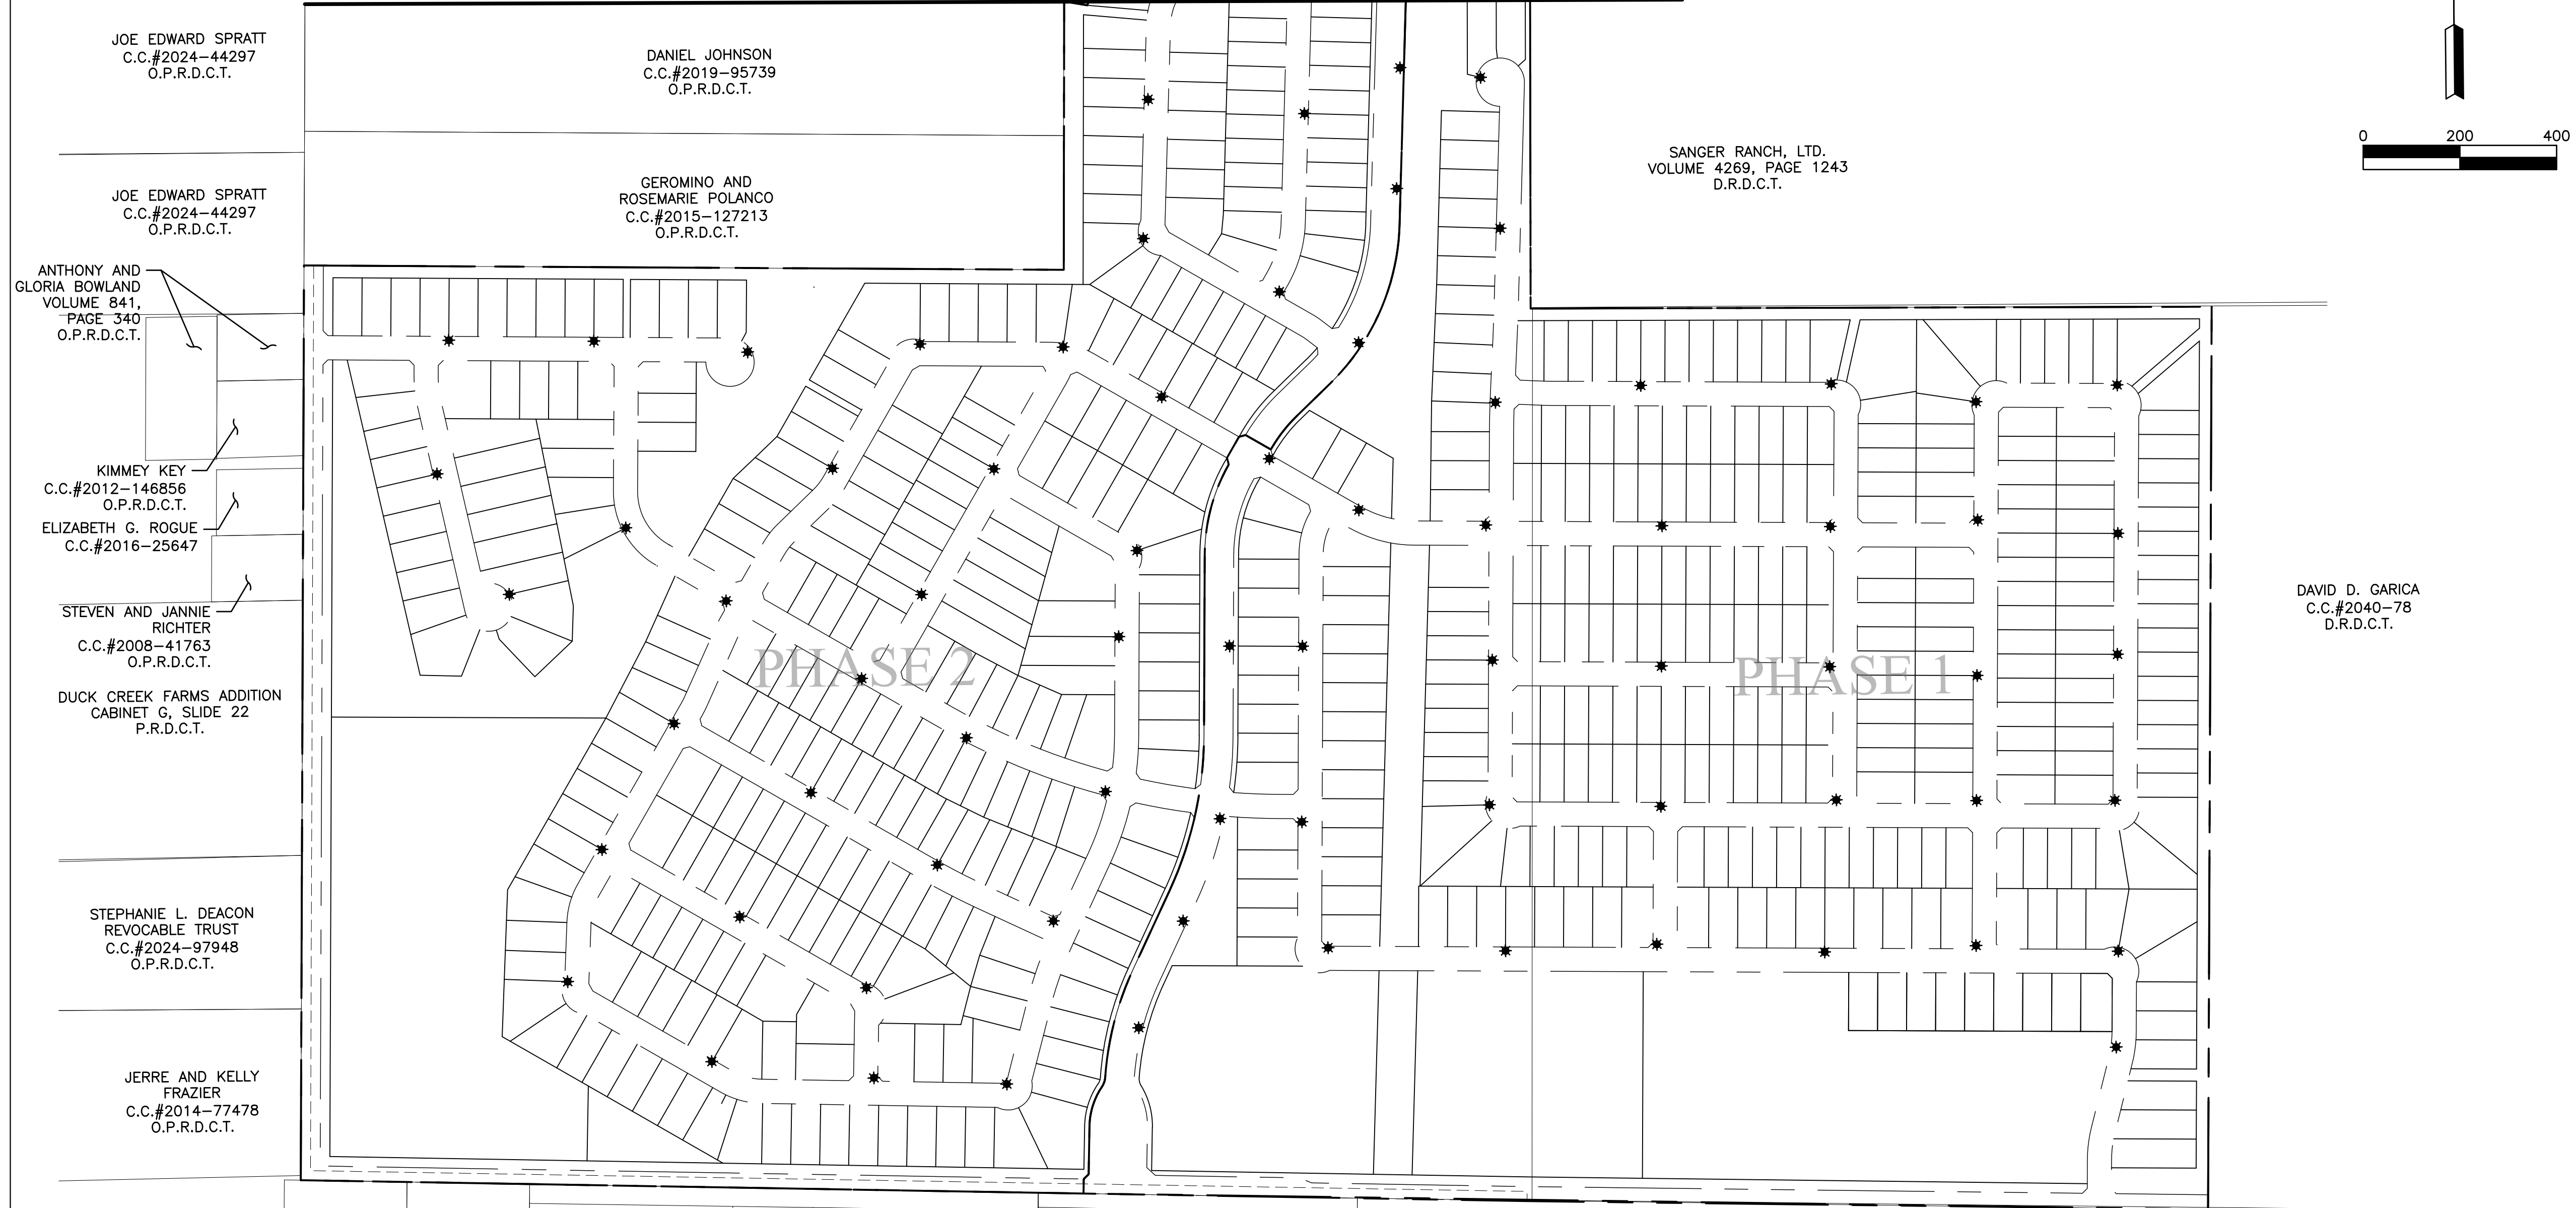 JOE EDWARD SPRATT
C.C.#2024-44297
O.P.R.D.C.T.
DANIEL JOHNSON
C.C.#2019-95739
O.P.R.D.C.T.
0 200 400
SANGER RANCH, LTD.
VOLUME 4269, PAGE 1243
D.R.D.C.T.
JOE EDWARD SPRATT
C.C.#2024-44297
O.P.R.D.C.T.
GEROMINO AND
ROSEMARIE POLANCO
C.C.#2015-127213
O.P.R.D.C.T.
ANTHONY AND
GLORIA BOWLAND
VOLUME 841,
PAGE 340
O.P.R.D.C.T.
KIMMEY KEY
C.C.#2012-146856
O.P.R.D.C.T.
ELIZABETH G. ROGUE
C.C.#2016-25647
STEVEN AND JANNIE
RICHTER
C.C.#2008-41763
O.P.R.D.C.T.
DUCK CREEK FARMS ADDITION
CABINET G, SLIDE 22
P.R.D.C.T.
PHASE 2
PHASE 1
DAVID D. GARICA
C.C.#2040-78
D.R.D.C.T.
STEPHANIE L. DEACON
REVOCABLE TRUST
C.C.#2024-97948
O.P.R.D.C.T.
JERRE AND KELLY
FRAZIER
C.C.#2014-77478
O.P.R.D.C.T.